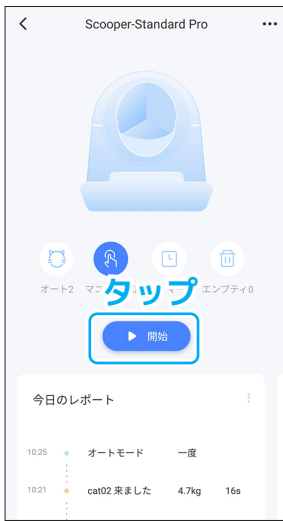 Scooper-Standard Pro
オート2
エンプティ0
タップ
開始
今日のレポート
10:25 オートモード 一度
10:21 cat02 来ました 4.7kg 16s